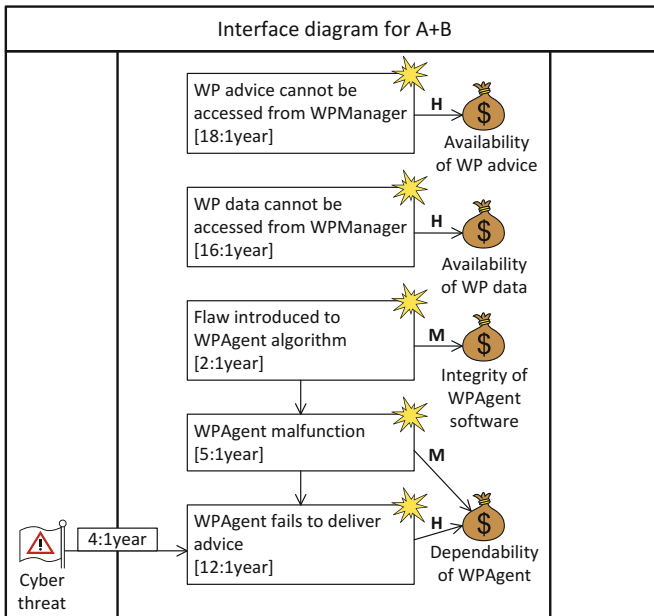 Interface diagram for A+B
WP advice cannot be
accessed from WPManager
[18:1year]
H
$
Availability
of WP advice
WP data cannot be
accessed from WPManager
[16:1year]
H
$
Availability
of WP data
Flaw introduced to
WPAgent algorithm
[2:1year]
M
$
Integrity of
WPAgent
software
WPAgent malfunction
[5:1year]
M
WPAgent fails to deliver
advice
[12:1year]
H
$
Dependability
of WPAgent
4:1year
!
Cyber
threat